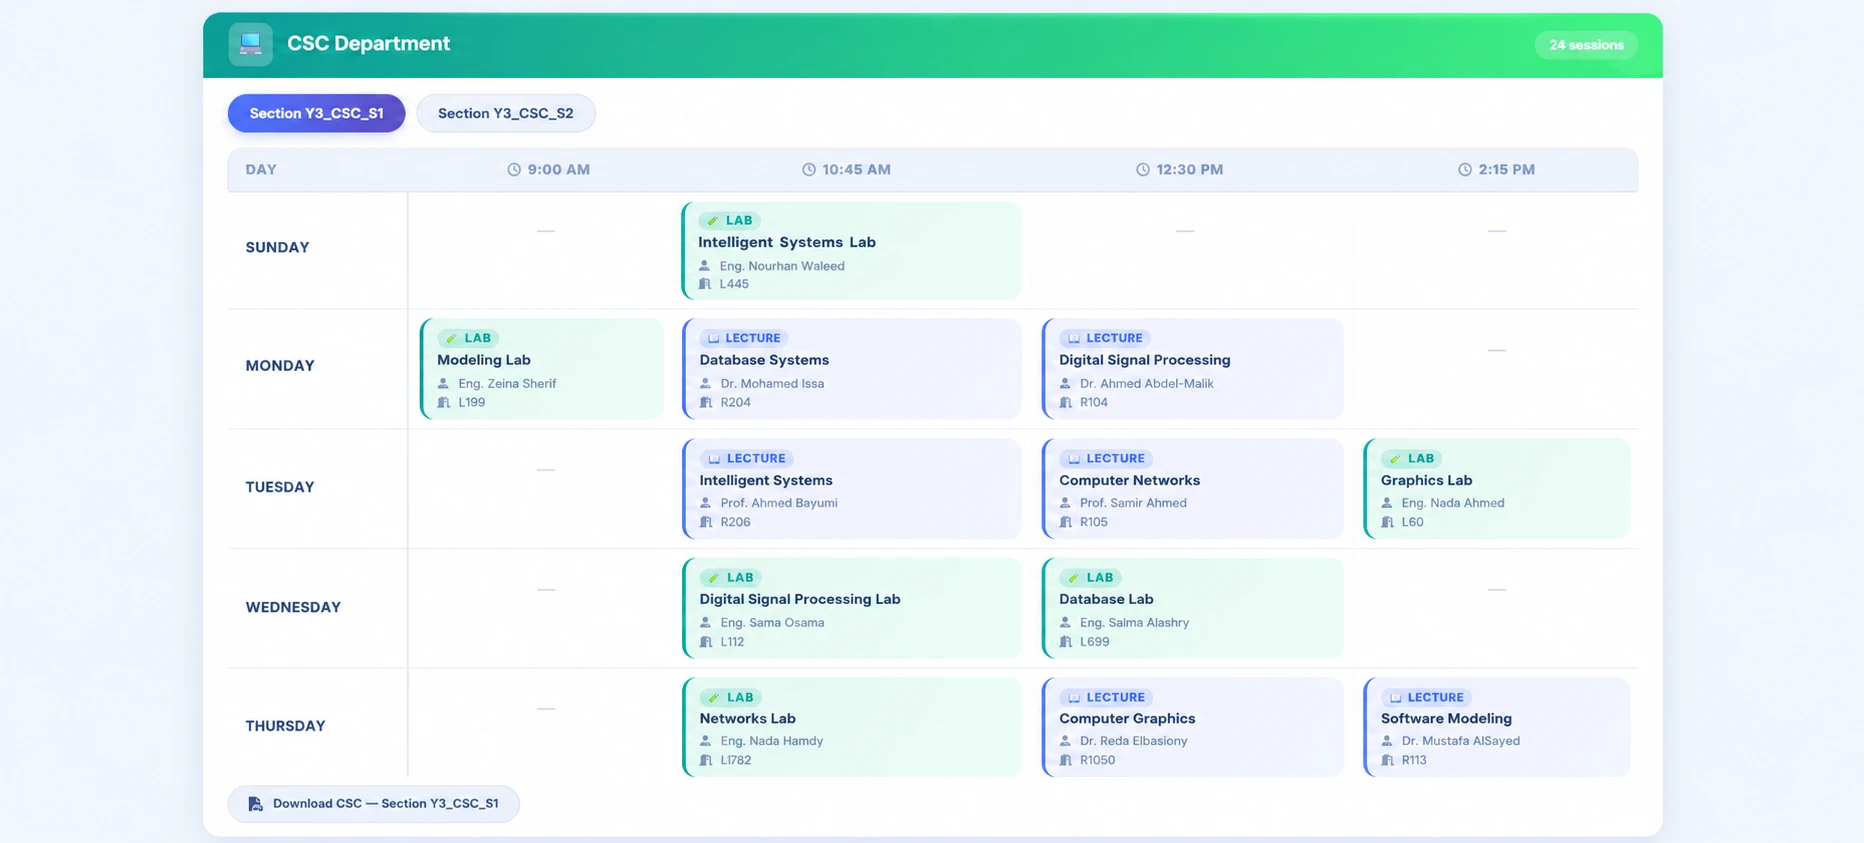 CSC Department
24 sessions
Section Y3_CSC_S1
Section Y3_CSC_S2
DAY
9:00 AM
10:45 AM
12:30 PM
2:15 PM
SUNDAY
—
LAB
Intelligent Systems Lab
Eng. Nourhan Waleed
L445
—
—
MONDAY
LAB
Modeling Lab
Eng. Zeina Sherif
L199
LECTURE
Database Systems
Dr. Mohamed Issa
R204
LECTURE
Digital Signal Processing
Dr. Ahmed Abdel-Malik
R104
—
TUESDAY
—
LECTURE
Intelligent Systems
Prof. Ahmed Bayumi
R206
LECTURE
Computer Networks
Prof. Samir Ahmed
R105
LAB
Graphics Lab
Eng. Nada Ahmed
L60
WEDNESDAY
—
LAB
Digital Signal Processing Lab
Eng. Sama Osama
L112
LAB
Database Lab
Eng. Salma Alashry
L699
—
THURSDAY
—
LAB
Networks Lab
Eng. Nada Hamdy
LI782
LECTURE
Computer Graphics
Dr. Reda Elbasiony
R1050
LECTURE
Software Modeling
Dr. Mustafa AlSayed
R113
Download CSC — Section Y3_CSC_S1